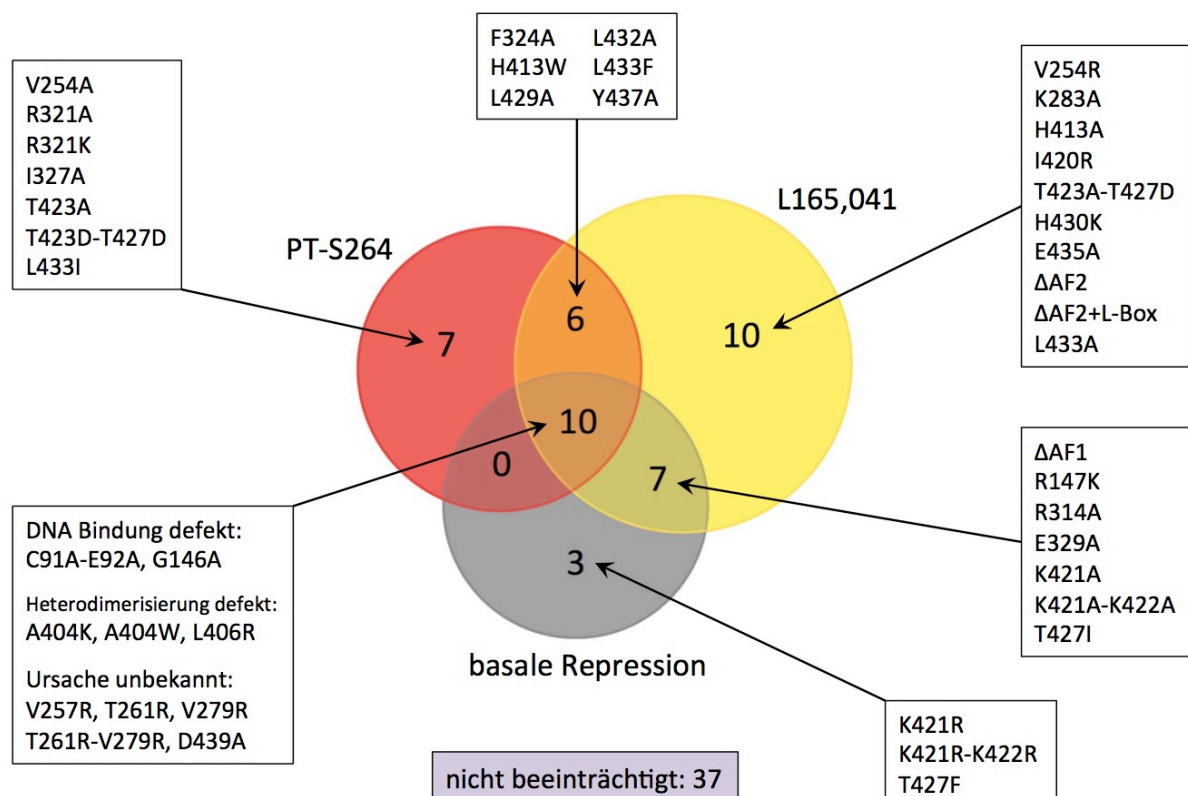 F324A L432A
H413W L433F
L429A Y437A
V254A
R321A
R321K
I327A
T423A
T423D-T427D
L433I
V254R
K283A
H413A
I420R
T423A-T427D
H430K
E435A
ΔAF2
ΔAF2+L-Box
L433A
PT-S264
L165,041
7
6
10
10
0
7
3
basale Repression
DNA Bindung defekt:
C91A-E92A, G146A
Heterodimerisierung defekt:
A404K, A404W, L406R
Ursache unbekannt:
V257R, T261R, V279R
T261R-V279R, D439A
ΔAF1
R147K
R314A
E329A
K421A
K421A-K422A
T427I
K421R
K421R-K422R
T427F
nicht beeinträchtigt: 37